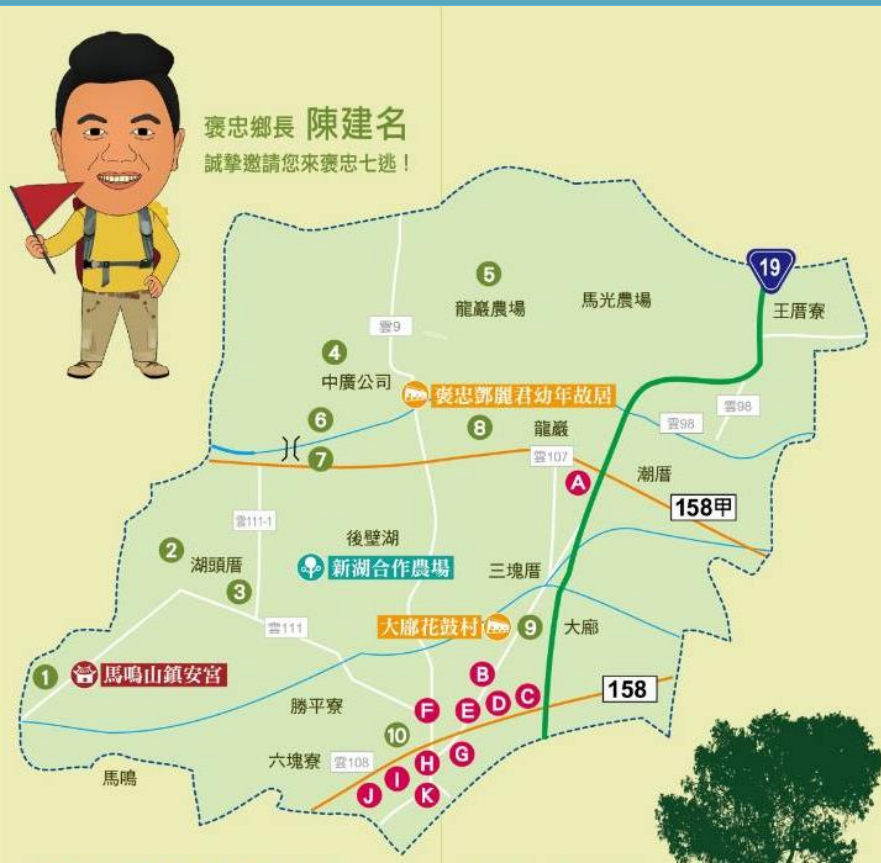 褒忠鄉長 陳建名
誠摯邀請您來褒忠七逃！
19
5
龍巖農場
馬光農場
王厝寮
雲9
4
中廣公司
褒忠鄧麗君幼年故居
雲98
雲98
6
8
龍巖
7
雲107
A
潮厝
158甲
雲111-1
後壁湖
2
湖頭厝
新湖合作農場
三塊厝
3
雲111
大廍花鼓村
9
大廍
1
馬鳴山鎮安宮
B
158
勝平寮
F
E
D
C
10
六塊寮
雲108
H
G
馬鳴
I
J
K